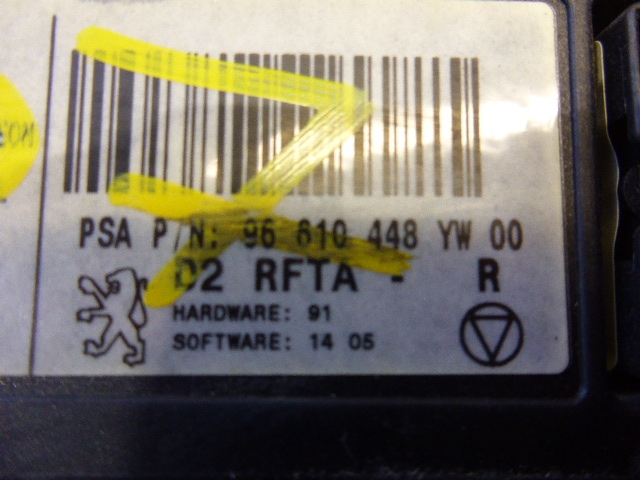 PSA P/N: 96 610 448 YW 00
D2 RFTA - R
HARDWARE: 91
SOFTWARE: 14 05